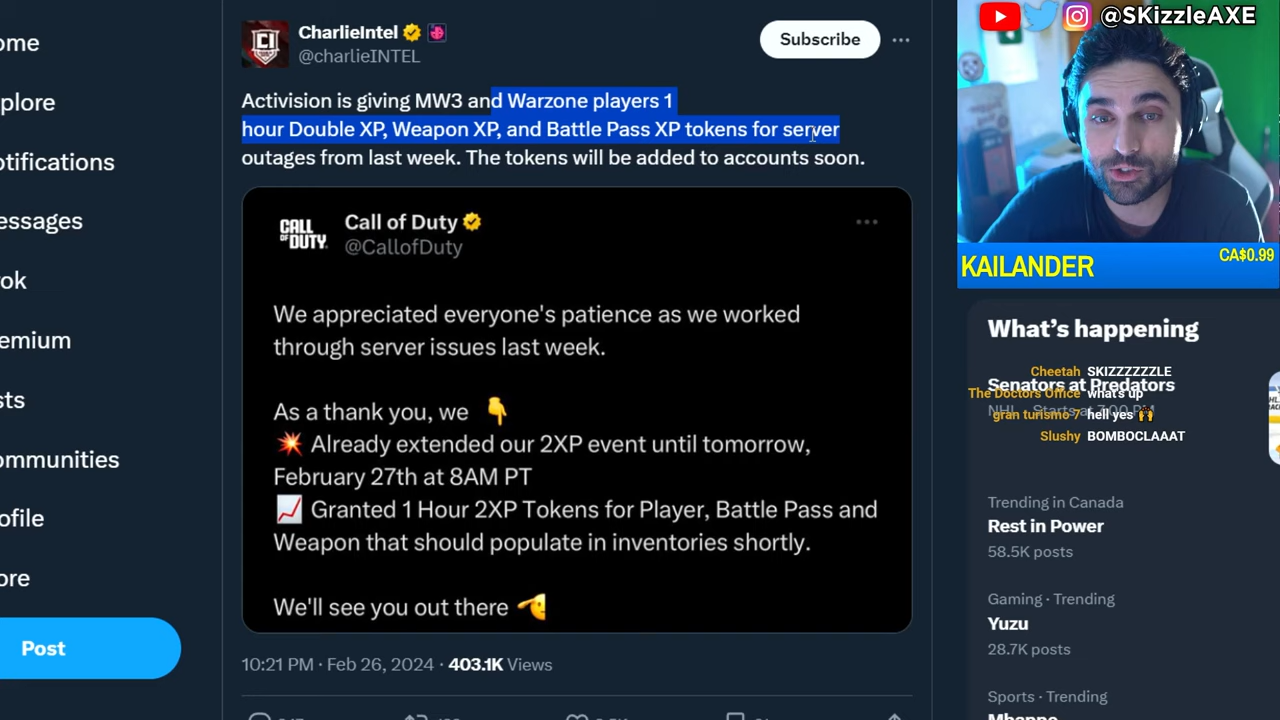 ome
plore
otifications
essages
ok
emium
sts
ommunities
ofile
ore
Post
CharlieIntel
@charlieINTEL
Subscribe
Activision is giving MW3 and Warzone players 1
hour Double XP, Weapon XP, and Battle Pass XP tokens for server
outages from last week. The tokens will be added to accounts soon.
CALL OF DUTY
Call of Duty
@CallofDuty
We appreciated everyone's patience as we worked
through server issues last week.
As a thank you, we 👇
💥 Already extended our 2XP event until tomorrow,
February 27th at 8AM PT
📈 Granted 1 Hour 2XP Tokens for Player, Battle Pass and
Weapon that should populate in inventories shortly.
We'll see you out there 🫡
10:21 PM · Feb 26, 2024 · 403.1K Views
@SKizzleAXE
KAILANDER
CA$0.99
What's happening
Cheetah SKIZZZZZLE
Senators at Predators
The Doctors Office what's up
gran turismo 7 hell yes 🙌
Slushy BOMBOCLAAAT
Trending in Canada
Rest in Power
58.5K posts
Gaming · Trending
Yuzu
28.7K posts
Sports · Trending